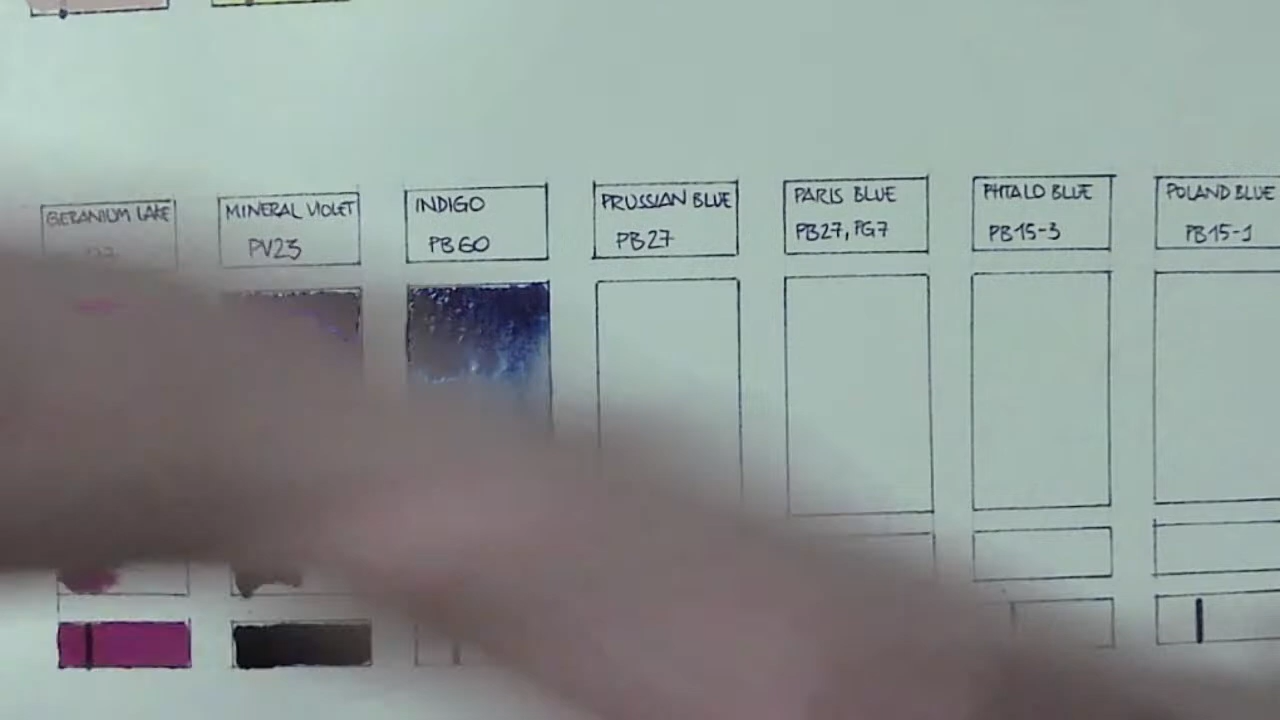 GERANIUM LAKE
MINERAL VIOLET
PV23
INDIGO
PB60
PRUSSIAN BLUE
PB27
PARIS BLUE
PB27, PG7
PHTALO BLUE
PB15-3
POLAND BLUE
PB15-1